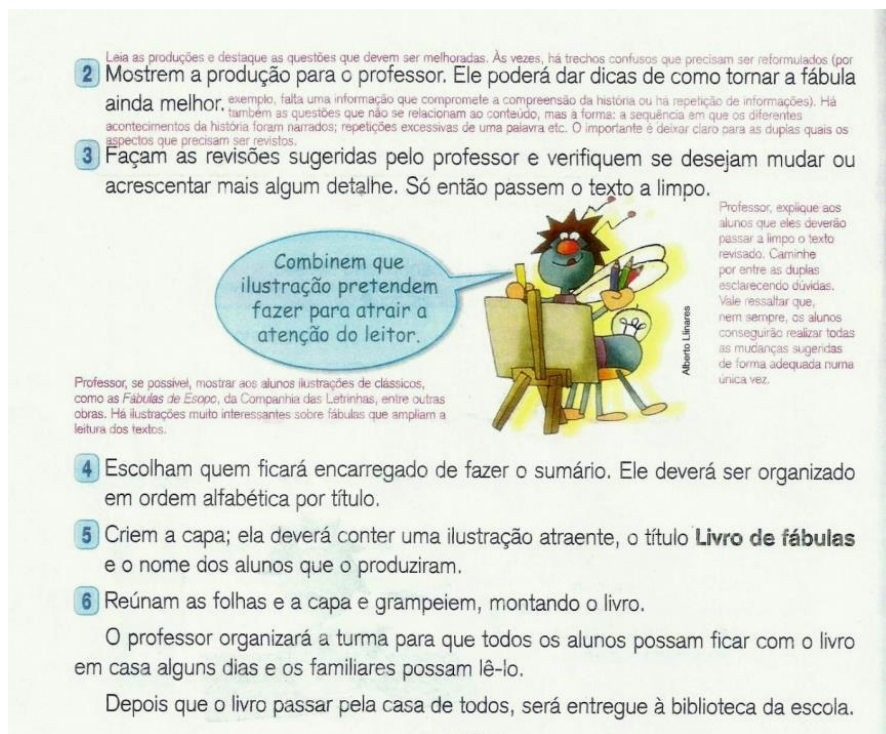 Leia as produções e destaque as questões que devem ser melhoradas. Às vezes, há trechos confusos que precisam ser reformulados (por
2 Mostrem a produção para o professor. Ele poderá dar dicas de como tornar a fábula
ainda melhor. exemplo, falta uma informação que compromete a compreensão da história ou há repetição de informações). Há
também as questões que não se relacionam ao conteúdo, mas à forma: a sequência em que os diferentes
acontecimentos da história foram narrados; repetições excessivas de uma palavra etc. O importante é deixar claro para as duplas quais os
aspectos que precisam ser revistos.
3 Façam as revisões sugeridas pelo professor e verifiquem se desejam mudar ou
acrescentar mais algum detalhe. Só então passem o texto a limpo.
Combinem que
ilustração pretendem
fazer para atrair a
atenção do leitor.
Alberto Llinares
Professor, explique aos
alunos que eles deverão
passar a limpo o texto
revisado. Caminhe
por entre as duplas
esclarecendo dúvidas.
Vale ressaltar que,
nem sempre, os alunos
conseguirão realizar todas
as mudanças sugeridas
de forma adequada numa
única vez.
Professor, se possível, mostrar aos alunos ilustrações de clássicos,
como as Fábulas de Esopo, da Companhia das Letrinhas, entre outras
obras. Há ilustrações muito interessantes sobre fábulas que ampliam a
leitura dos textos.
4 Escolham quem ficará encarregado de fazer o sumário. Ele deverá ser organizado
em ordem alfabética por título.
5 Criem a capa; ela deverá conter uma ilustração atraente, o título Livro de fábulas
e o nome dos alunos que o produziram.
6 Reúnam as folhas e a capa e grampeiem, montando o livro.
O professor organizará a turma para que todos os alunos possam ficar com o livro
em casa alguns dias e os familiares possam lê-lo.
Depois que o livro passar pela casa de todos, será entregue à biblioteca da escola.